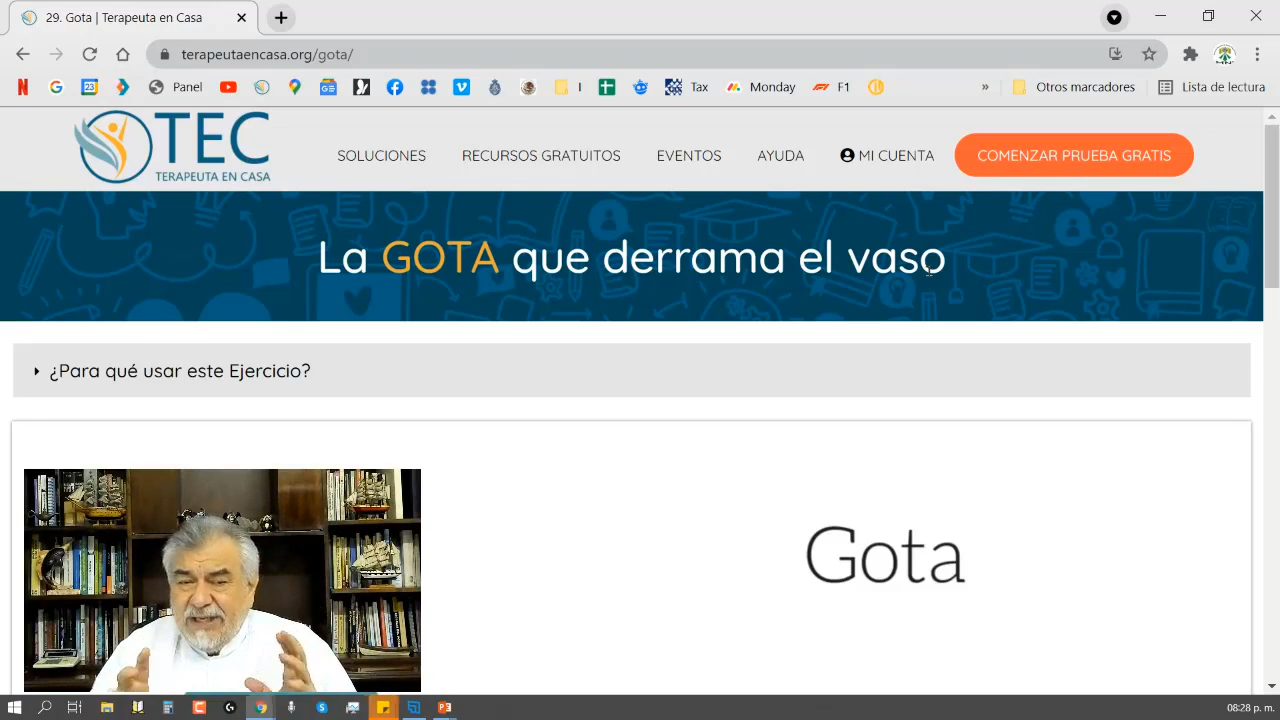 29. Gota | Terapeuta en Casa
terapeutaencasa.org/gota/
23
Panel
I
Tax
Monday
F1
»
Otros marcadores
Lista de lectura
TEC
TERAPEUTA EN CASA
SOLUCIONES
RECURSOS GRATUITOS
EVENTOS
AYUDA
MI CUENTA
COMENZAR PRUEBA GRATIS
La GOTA que derrama el vaso
¿Para qué usar este Ejercicio?
Gota
08:28 p. m.